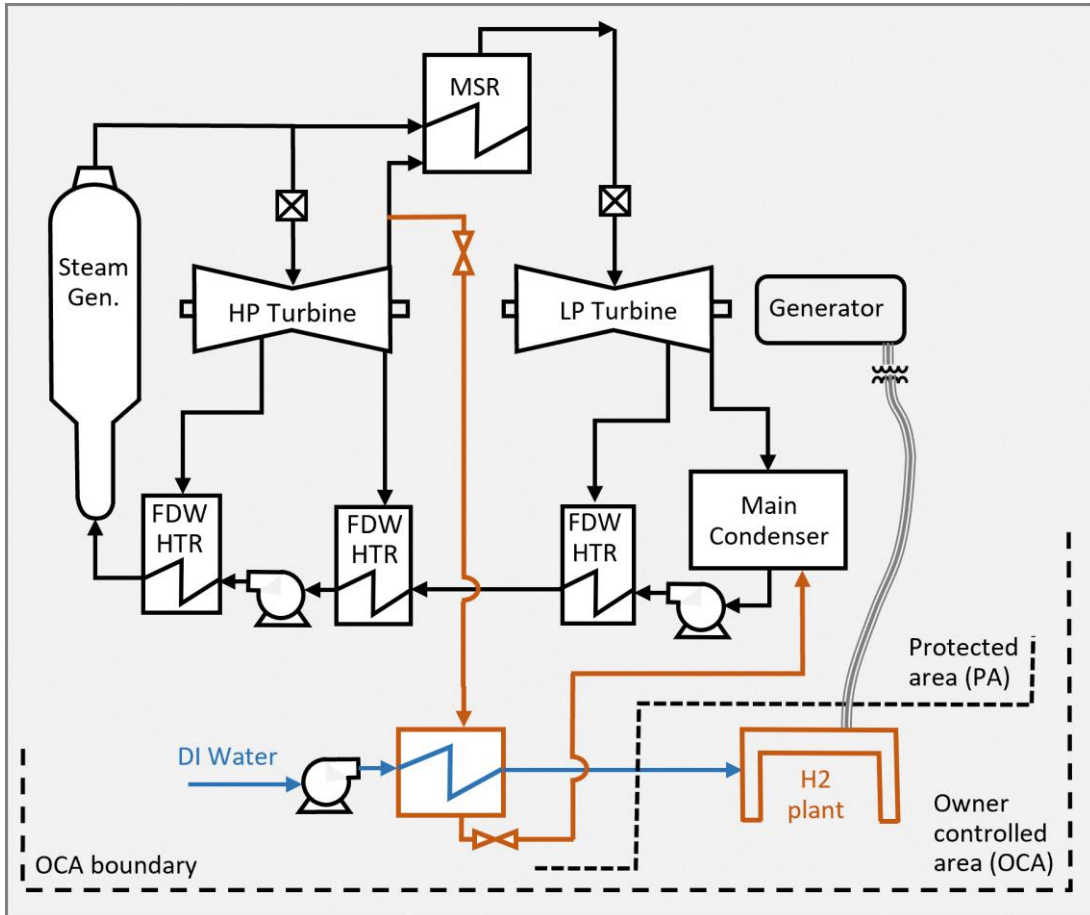 MSR
Steam
Gen.
HP Turbine
LP Turbine
Generator
FDW
HTR
FDW
HTR
FDW
HTR
Main
Condenser
Protected
area (PA)
DI Water
H2
plant
Owner
controlled
area (OCA)
OCA boundary